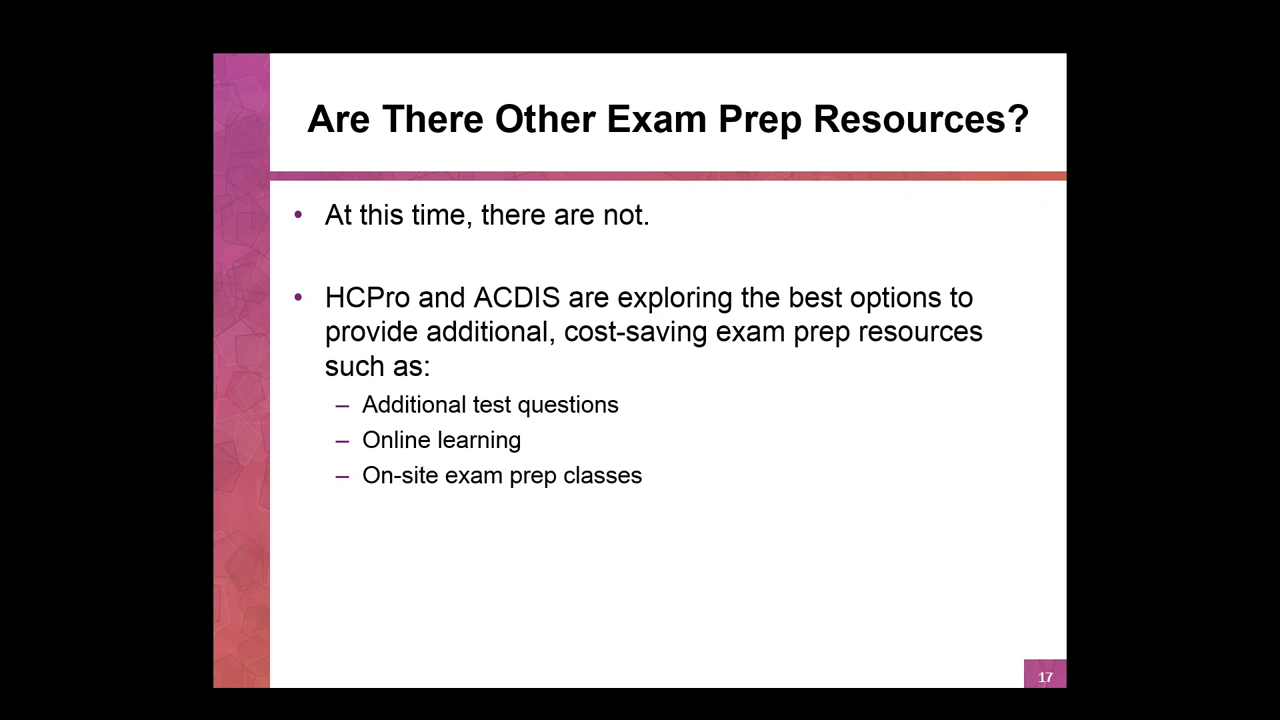 Are There Other Exam Prep Resources?
• At this time, there are not.
• HCPro and ACDIS are exploring the best options to
provide additional, cost-saving exam prep resources
such as:
– Additional test questions
– Online learning
– On-site exam prep classes
17